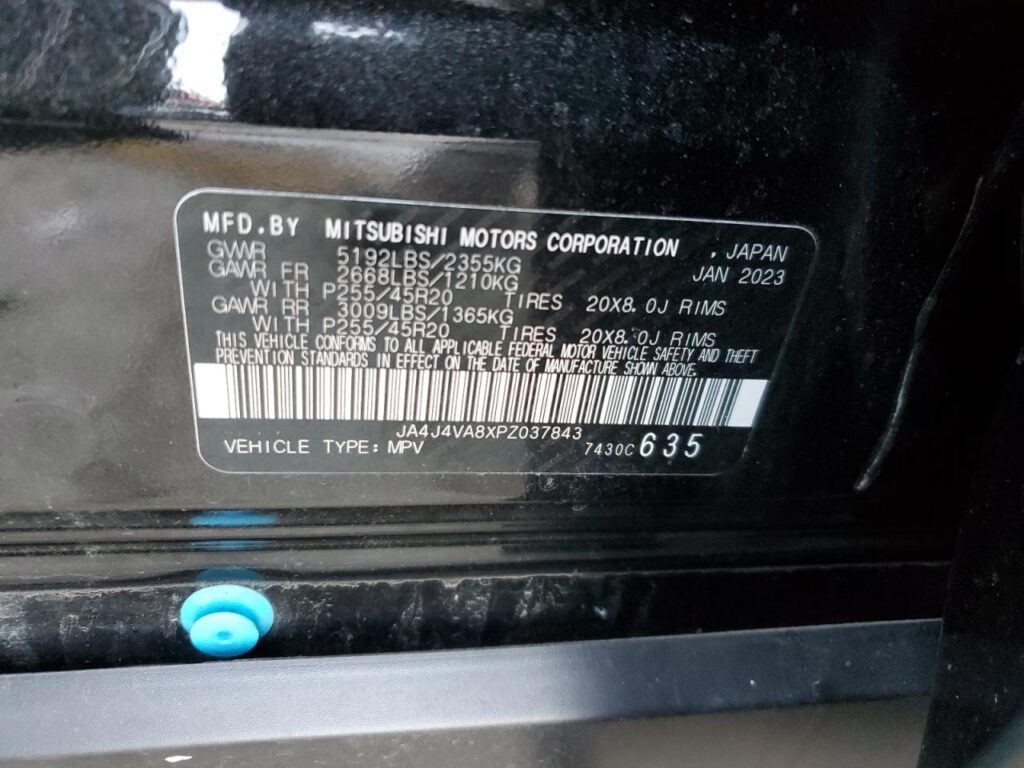 MFD.BY MITSUBISHI MOTORS CORPORATION , JAPAN
GVWR 5192LBS/2355KG JAN 2023
GAWR FR 2668LBS/1210KG
WITH P255/45R20 TIRES 20X8.0J RIMS
GAWR RR 3009LBS/1365KG
WITH P255/45R20 TIRES 20X8.0J RIMS
THIS VEHICLE CONFORMS TO ALL APPLICABLE FEDERAL MOTOR VEHICLE SAFETY AND THEFT
PREVENTION STANDARDS IN EFFECT ON THE DATE OF MANUFACTURE SHOWN ABOVE.
JA4J4VA8XPZ037843
VEHICLE TYPE: MPV 7430C 635